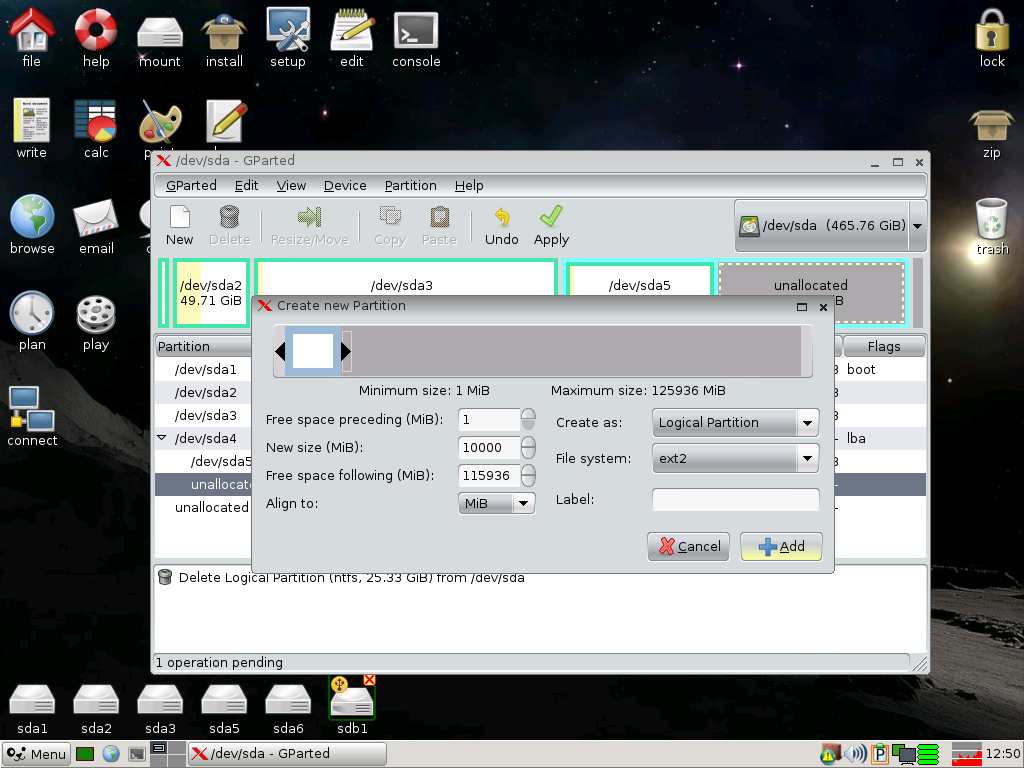 file help mount install setup edit console lock
write calc zip
browse email trash
plan play
connect
/dev/sda - GParted
GParted Edit View Device Partition Help
New Delete Resize/Move Copy Paste Undo Apply /dev/sda (465.76 GiB)
/dev/sda2 /dev/sda3 /dev/sda5 unallocated
49.71 GiB
Create new Partition
Partition Flags
/dev/sda1 boot
/dev/sda2
/dev/sda3
/dev/sda4 lba
/dev/sda5
unallocated
Minimum size: 1 MiB Maximum size: 125936 MiB
Free space preceding (MiB): 1 Create as: Logical Partition
New size (MiB): 10000
Free space following (MiB): 115936 File system: ext2
Align to: MiB Label:
Cancel Add
Delete Logical Partition (ntfs, 25.33 GiB) from /dev/sda
1 operation pending
sda1 sda2 sda3 sda5 sda6 sdb1
Menu /dev/sda - GParted 12:50